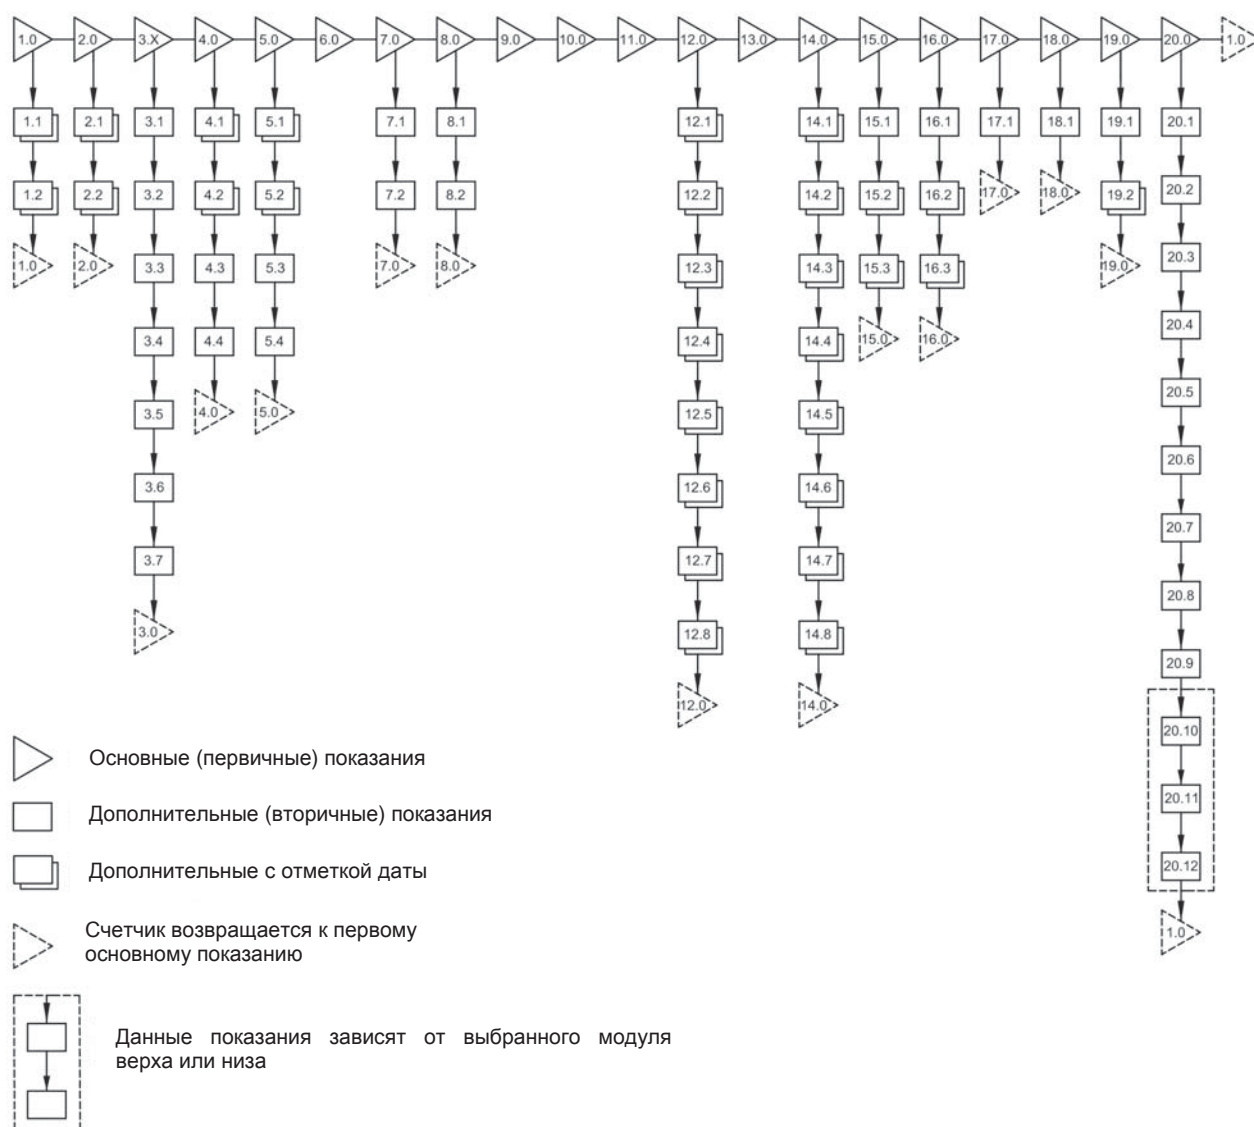 1.0 2.0 3.X 4.0 5.0 6.0 7.0 8.0 9.0 10.0 11.0 12.0 13.0 14.0 15.0 16.0 17.0 18.0 19.0 20.0 1.0
1.1 2.1 3.1 4.1 5.1 7.1 8.1 12.1 14.1 15.1 16.1 17.1 18.1 19.1 20.1
1.2 2.2 3.2 4.2 5.2 7.2 8.2 12.2 14.2 15.2 16.2 17.0 18.0 19.2 20.2
1.0 2.0 3.3 4.3 5.3 7.0 8.0 12.3 14.3 15.3 16.3 19.0 20.3
3.4 4.4 5.4 12.4 14.4 15.0 16.0 20.4
3.5 4.0 5.0 12.5 14.5 20.5
3.6 12.6 14.6 20.6
3.7 12.7 14.7 20.7
3.0 12.8 14.8 20.8
20.9
12.0 14.0 20.10
Основные (первичные) показания
20.11
Дополнительные (вторичные) показания
20.12
Дополнительные с отметкой даты
1.0
Счетчик возвращается к первому
основному показанию
Данные показания зависят от выбранного модуля
верха или низа